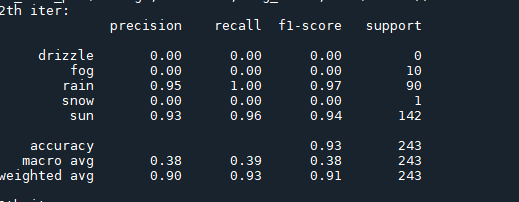 2th iter:
precision recall f1-score support
drizzle 0.00 0.00 0.00 0
fog 0.00 0.00 0.00 10
rain 0.95 1.00 0.97 90
snow 0.00 0.00 0.00 1
sun 0.93 0.96 0.94 142
accuracy 0.93 243
macro avg 0.38 0.39 0.38 243
weighted avg 0.90 0.93 0.91 243